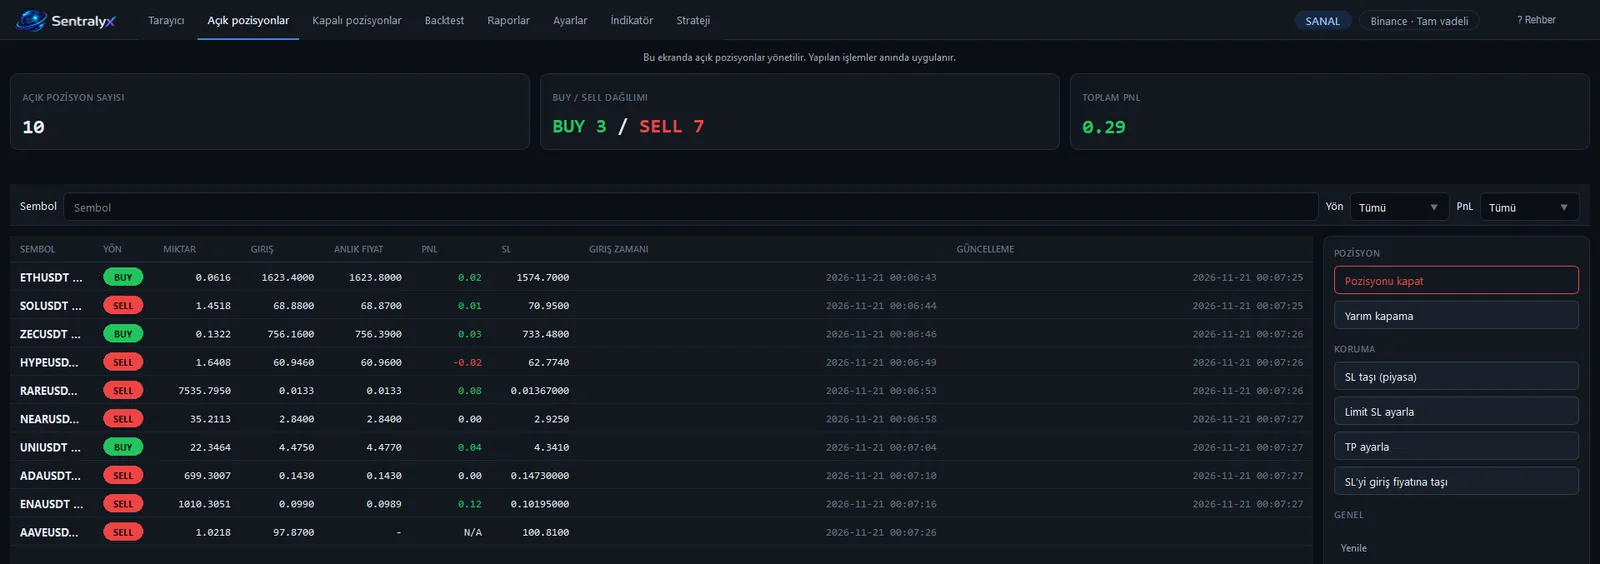 Sentralyx Tarayıcı Açık pozisyonlar Kapalı pozisyonlar Backtest Raporlar Ayarlar İndikatör Strateji SANAL Binance · Tam vadeli ? Rehber
Bu ekranda açık pozisyonlar yönetilir. Yapılan işlemler anında uygulanır.
AÇIK POZİSYON SAYISI
10
BUY / SELL DAĞILIMI
BUY 3 / SELL 7
TOPLAM PNL
0.29
Sembol Sembol Yön Tümü PnL Tümü
SEMBOL YÖN MIKTAR GIRIŞ ANLIK FIYAT PNL SL GIRIŞ ZAMANI GÜNCELLEME
ETHUSDT ... BUY 0.0616 1623.4000 1623.8000 0.02 1574.7000 2026-11-21 00:06:43 2026-11-21 00:07:25
SOLUSDT ... SELL 1.4518 68.8800 68.8700 0.01 70.9500 2026-11-21 00:06:44 2026-11-21 00:07:25
ZECUSDT ... BUY 0.1322 756.1600 756.3900 0.03 733.4800 2026-11-21 00:06:46 2026-11-21 00:07:26
HYPEUSD... SELL 1.6408 60.9460 60.9600 -0.02 62.7740 2026-11-21 00:06:49 2026-11-21 00:07:26
RAREUSD... SELL 7535.7950 0.0133 0.0133 0.08 0.01367000 2026-11-21 00:06:53 2026-11-21 00:07:26
NEARUSD... SELL 35.2113 2.8400 2.8400 0.00 2.9250 2026-11-21 00:06:58 2026-11-21 00:07:27
UNIUSDT ... BUY 22.3464 4.4750 4.4770 0.04 4.3410 2026-11-21 00:07:04 2026-11-21 00:07:27
ADAUSDT... SELL 699.3007 0.1430 0.1430 0.00 0.14730000 2026-11-21 00:07:10 2026-11-21 00:07:27
ENAUSDT ... SELL 1010.3051 0.0990 0.0989 0.12 0.10195000 2026-11-21 00:07:16 2026-11-21 00:07:27
AAVEUSD... SELL 1.0218 97.8700 - N/A 100.8100 2026-11-21 00:07:26
POZİSYON
Pozisyonu kapat
Yarım kapama
KORUMA
SL taşı (piyasa)
Limit SL ayarla
TP ayarla
SL'yi giriş fiyatına taşı
GENEL
Yenile